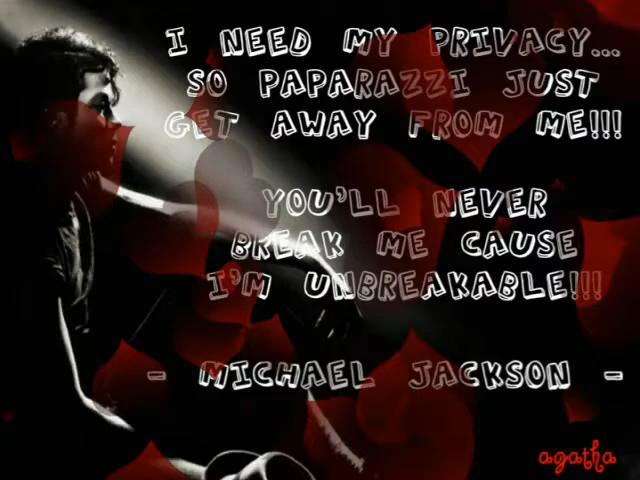 I NEED MY PRIVACY...
SO PAPARAZZI JUST
GET AWAY FROM ME!!!
YOU'LL NEVER
BREAK ME CAUSE
I'M UNBREAKABLE!!!
- MICHAEL JACKSON -
agatha